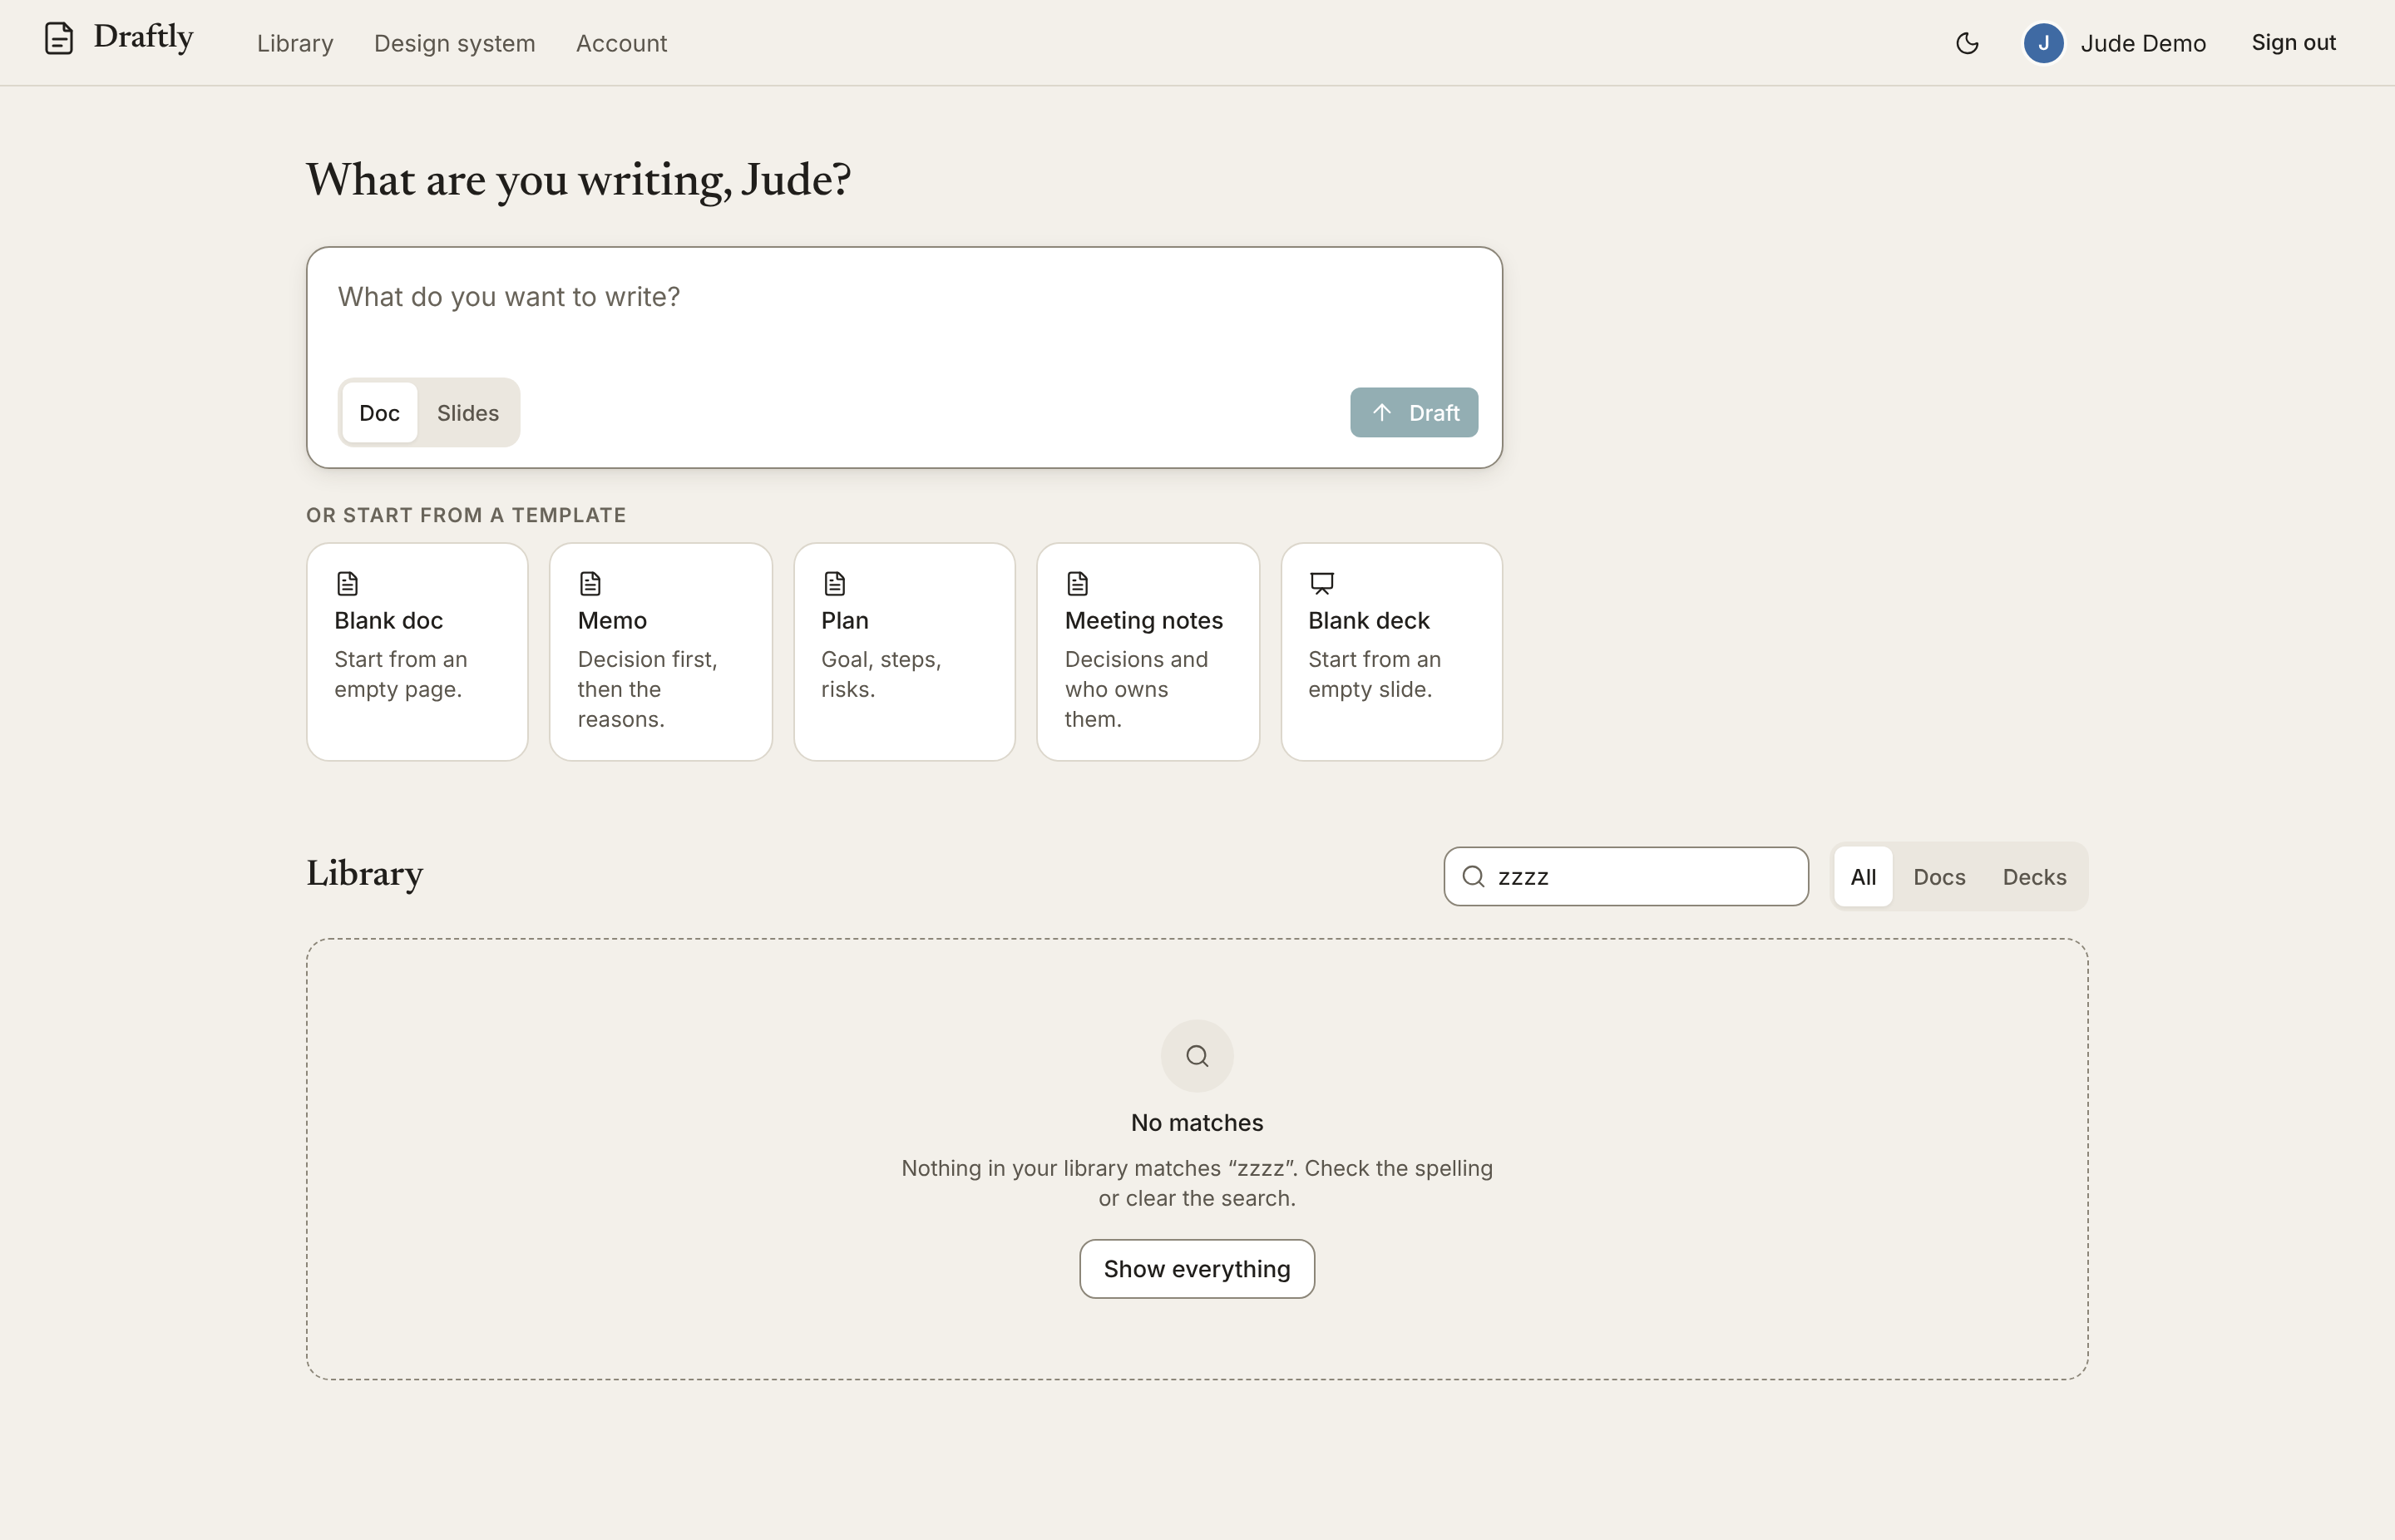 Draftly
Library
Design system
Account
J
Jude Demo
Sign out
What are you writing, Jude?
What do you want to write?
Doc
Slides
Draft
OR START FROM A TEMPLATE
Blank doc
Start from an
empty page.
Memo
Decision first,
then the
reasons.
Plan
Goal, steps,
risks.
Meeting notes
Decisions and
who owns
them.
Blank deck
Start from an
empty slide.
Library
zzzz
All
Docs
Decks
No matches
Nothing in your library matches “zzzz”. Check the spelling
or clear the search.
Show everything